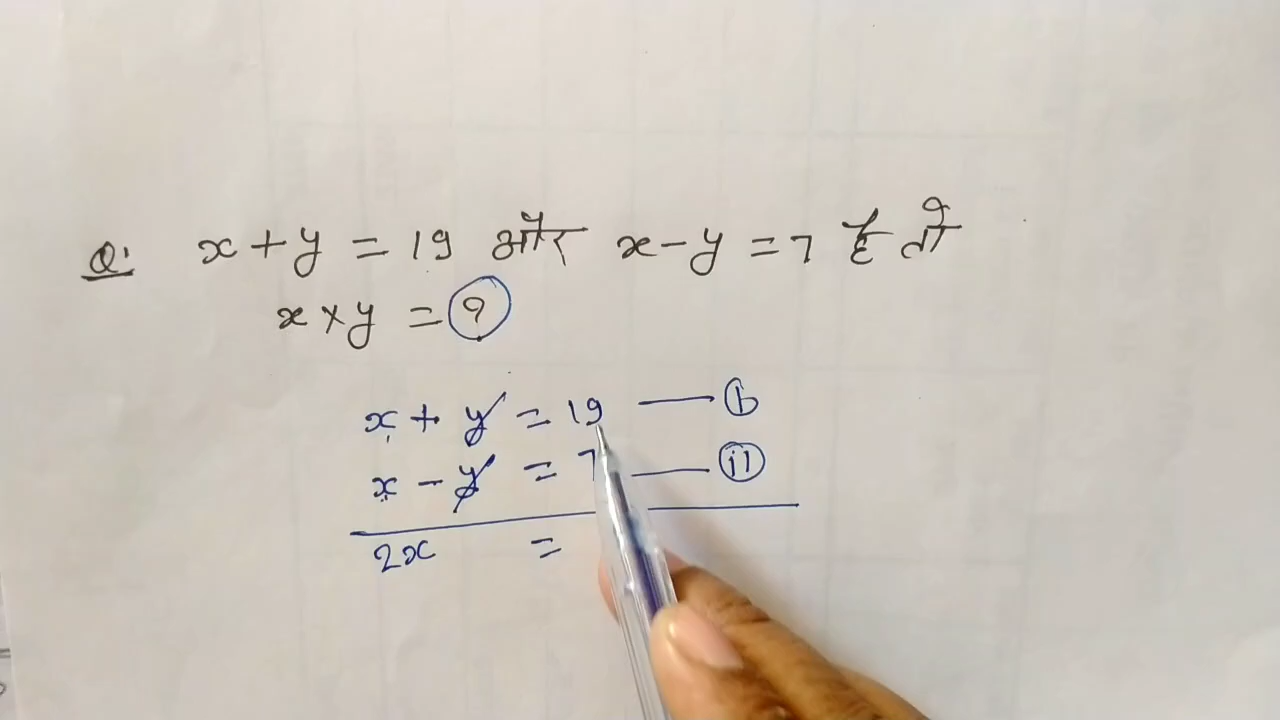 Q. x + y = 19 और x - y = 7 है तो
x × y = ?
x + y = 19 —— (i)
x - y = 7 —— (ii)
2x =